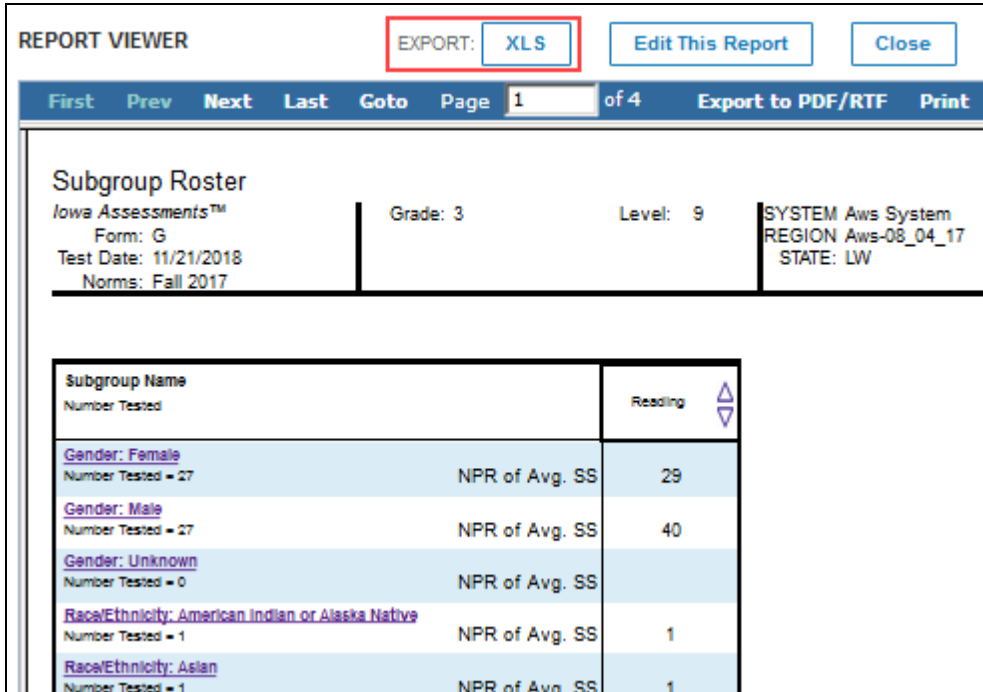 REPORT VIEWER EXPORT: XLS Edit This Report Close
First Prev Next Last Goto Page 1 of 4 Export to PDF/RTF Print
Subgroup Roster
Iowa Assessments™ Grade: 3 Level: 9 SYSTEM Aws System
Form: G REGION Aws-08_04_17
Test Date: 11/21/2018 STATE: LW
Norms: Fall 2017
Subgroup Name
Number Tested Reading
Gender: Female
Number Tested = 27 NPR of Avg. SS 29
Gender: Male
Number Tested = 27 NPR of Avg. SS 40
Gender: Unknown
Number Tested = 0 NPR of Avg. SS
Race/Ethnicity: American Indian or Alaska Native
Number Tested = 1 NPR of Avg. SS 1
Race/Ethnicity: Asian
Number Tested = 1 NPR of Avg. SS 1